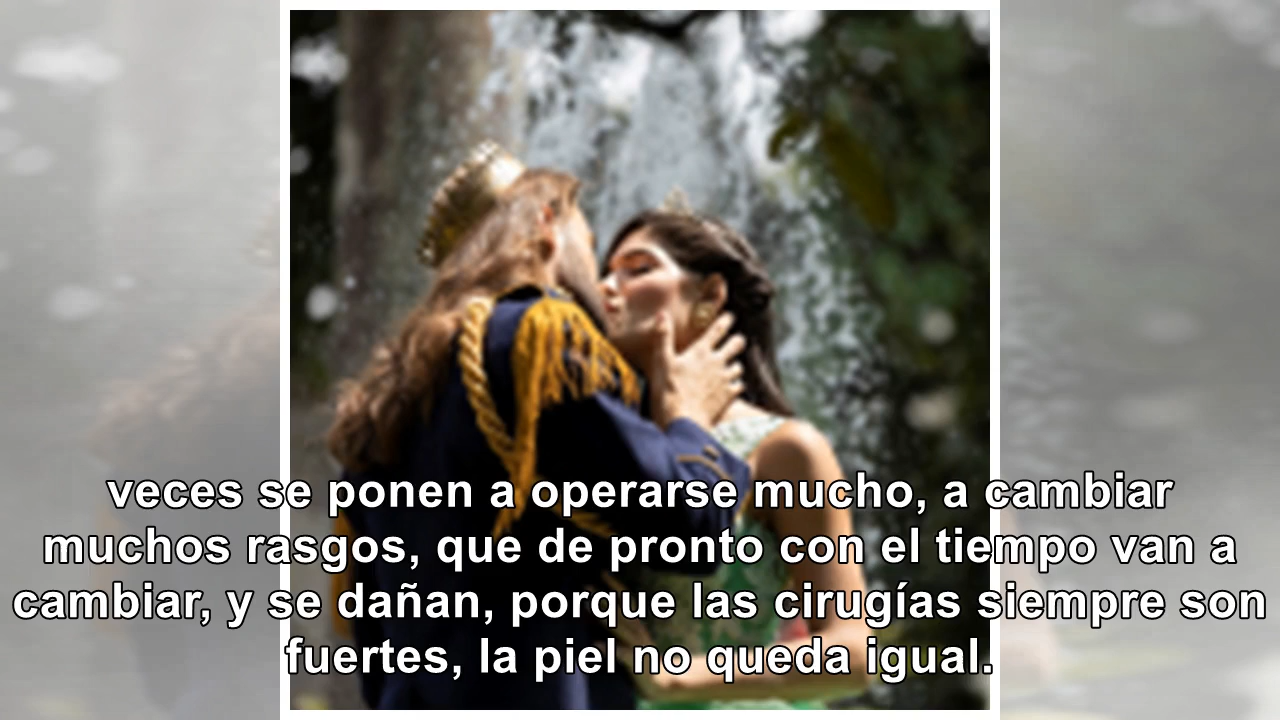 veces se ponen a operarse mucho, a cambiar
muchos rasgos, que de pronto con el tiempo van a
cambiar, y se dañan, porque las cirugías siempre son
fuertes, la piel no queda igual.